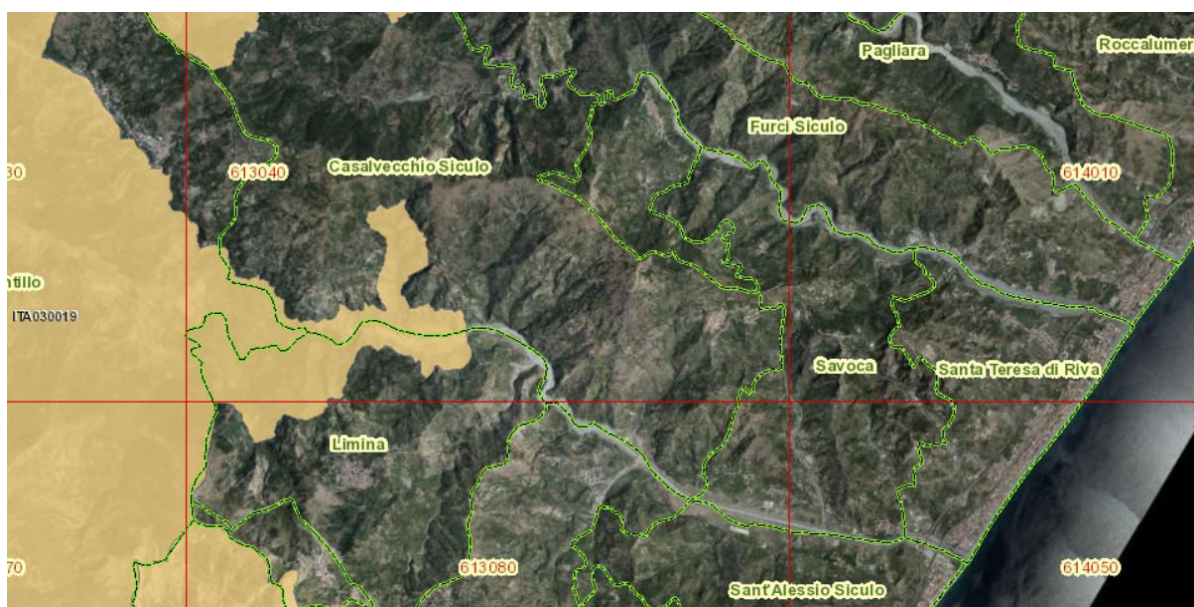 Pagliara
Roccalumer
Furci Siculo
Casalvecchio Siculo
30
613040
614010
ntillo
ITA030019
Savoca
Santa Teresa di Riva
Limina
70
613080
614050
Sant'Alessio Siculo